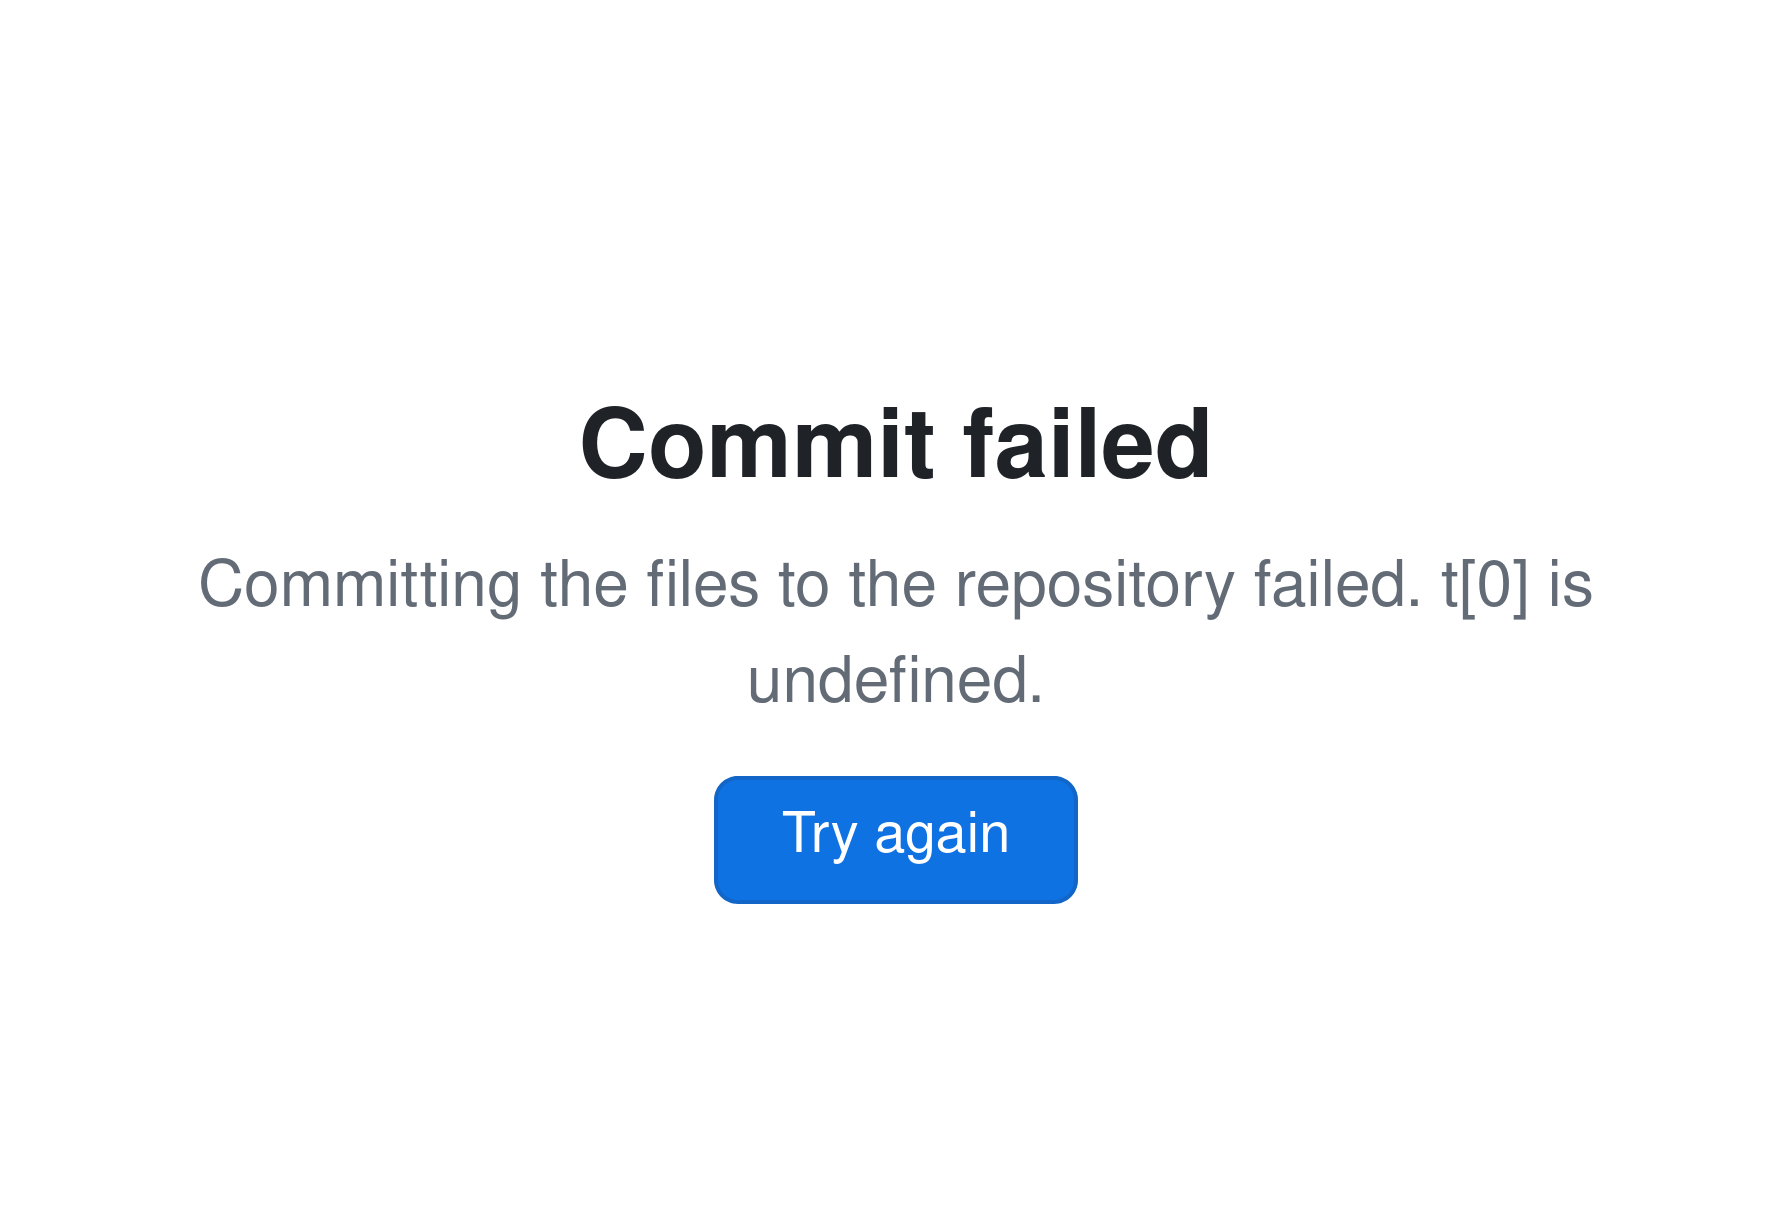 Commit failed
Committing the files to the repository failed. t[0] is
undefined.
Try again